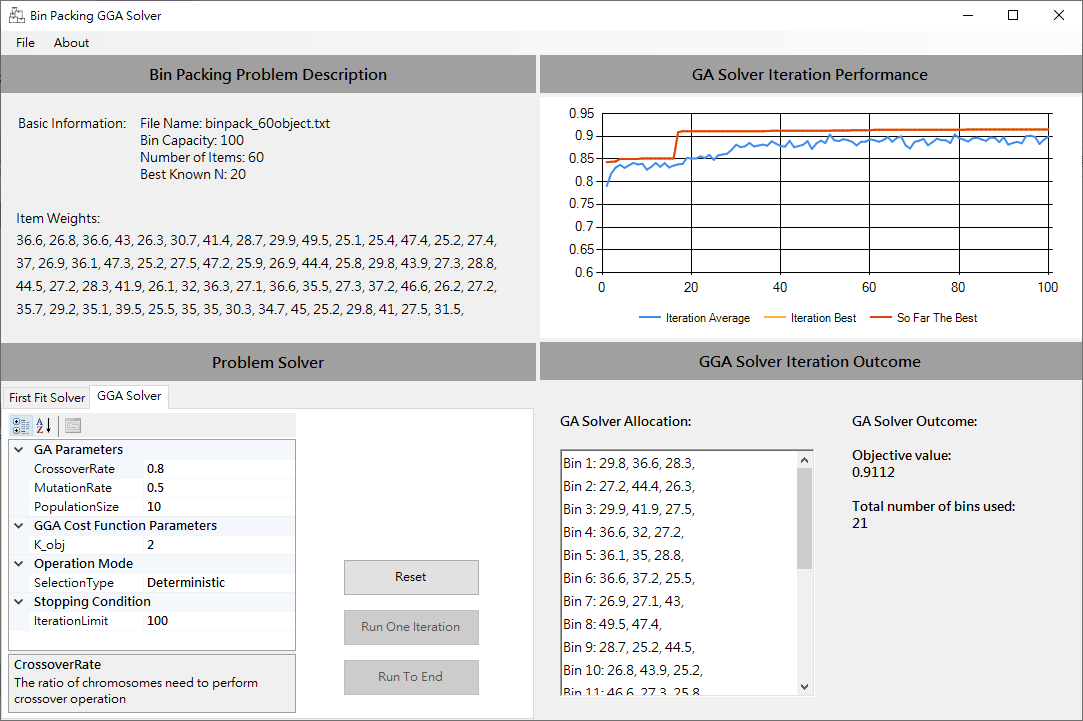 Bin Packing GGA Solver
File About
Bin Packing Problem Description
Basic Information: File Name: binpack_60object.txt
Bin Capacity: 100
Number of Items: 60
Best Known N: 20
Item Weights:
36.6, 26.8, 36.6, 43, 26.3, 30.7, 41.4, 28.7, 29.9, 49.5, 25.1, 25.4, 47.4, 25.2, 27.4,
37, 26.9, 36.1, 47.3, 25.2, 27.5, 47.2, 25.9, 26.9, 44.4, 25.8, 29.8, 43.9, 27.3, 28.8,
44.5, 27.2, 28.3, 41.9, 26.1, 32, 36.3, 27.1, 36.6, 35.5, 27.3, 37.2, 46.6, 26.2, 27.2,
35.7, 29.2, 35.1, 39.5, 25.5, 35, 35, 30.3, 34.7, 45, 25.2, 29.8, 41, 27.5, 31.5,
GA Solver Iteration Performance
0.95
0.9
0.85
0.8
0.75
0.7
0.65
0.6
0 20 40 60 80 100
Iteration Average Iteration Best So Far The Best
Problem Solver
First Fit Solver GGA Solver
A
Z
GA Parameters
CrossoverRate 0.8
MutationRate 0.5
PopulationSize 10
GGA Cost Function Parameters
K_obj 2
Operation Mode
SelectionType Deterministic
Stopping Condition
IterationLimit 100
CrossoverRate
The ratio of chromosomes need to perform
crossover operation
Reset
Run One Iteration
Run To End
GGA Solver Iteration Outcome
GA Solver Allocation:
Bin 1: 29.8, 36.6, 28.3,
Bin 2: 27.2, 44.4, 26.3,
Bin 3: 29.9, 41.9, 27.5,
Bin 4: 36.6, 32, 27.2,
Bin 5: 36.1, 35, 28.8,
Bin 6: 36.6, 37.2, 25.5,
Bin 7: 26.9, 27.1, 43,
Bin 8: 49.5, 47.4,
Bin 9: 28.7, 25.2, 44.5,
Bin 10: 26.8, 43.9, 25.2,
Bin 11: 46.6, 27.3, 25.8
GA Solver Outcome:
Objective value:
0.9112
Total number of bins used:
21